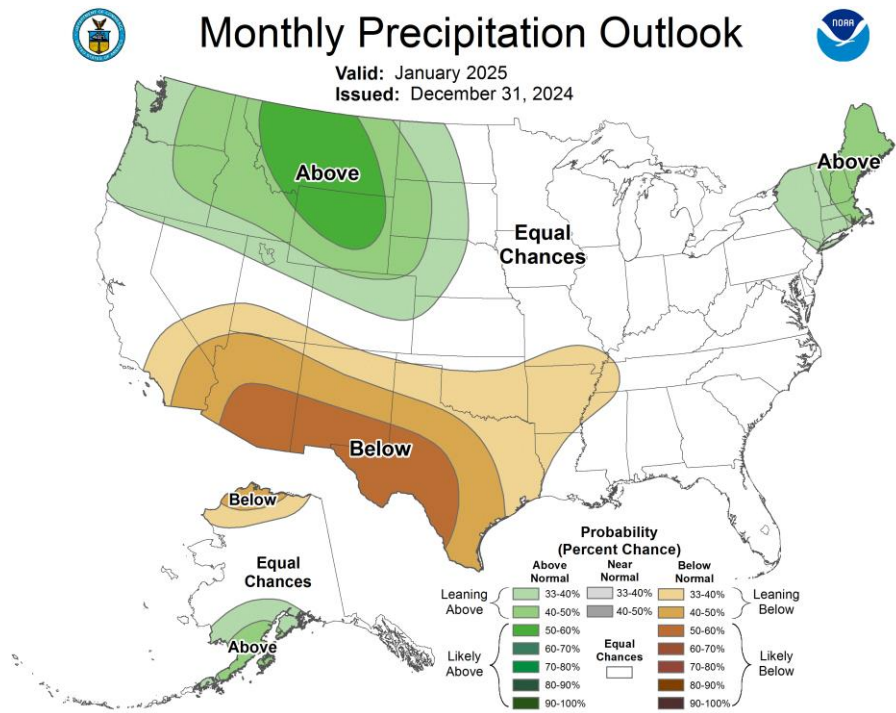 Monthly Precipitation Outlook
NOAA
Valid: January 2025
Issued: December 31, 2024
Above
Above
Equal
Chances
Below
Below
Equal
Chances
Above
Probability
(Percent Chance)
Above
Normal
Near
Normal
Below
Normal
Leaning
Above
33-40%
40-50%
33-40%
40-50%
33-40%
40-50%
Leaning
Below
Likely
Above
50-60%
60-70%
70-80%
80-90%
90-100%
Equal
Chances
50-60%
60-70%
70-80%
80-90%
90-100%
Likely
Below